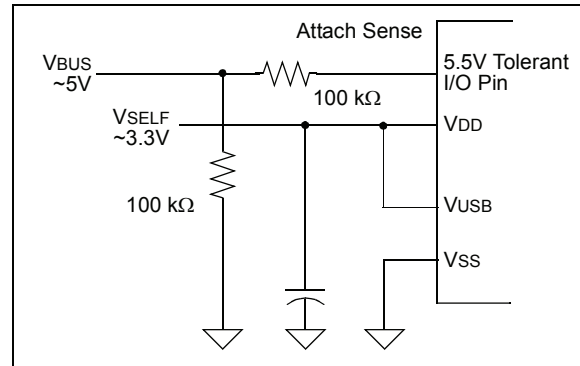 Attach Sense
VBUS
~5V
5.5V Tolerant
I/O Pin
100 kΩ
VSELF
~3.3V
VDD
100 kΩ
VUSB
VSS